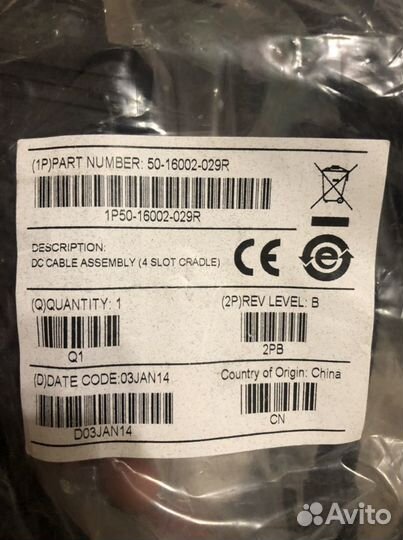 (1P)PART NUMBER: 50-16002-029R
1P50-16002-029R
DESCRIPTION:
DC CABLE ASSEMBLY (4 SLOT CRADLE)
CE
e
(Q)QUANTITY: 1
(2P)REV LEVEL: B
Q1
2PB
(D)DATE CODE:03JAN14
Country of Origin: China
D03JAN14
CN
Avito